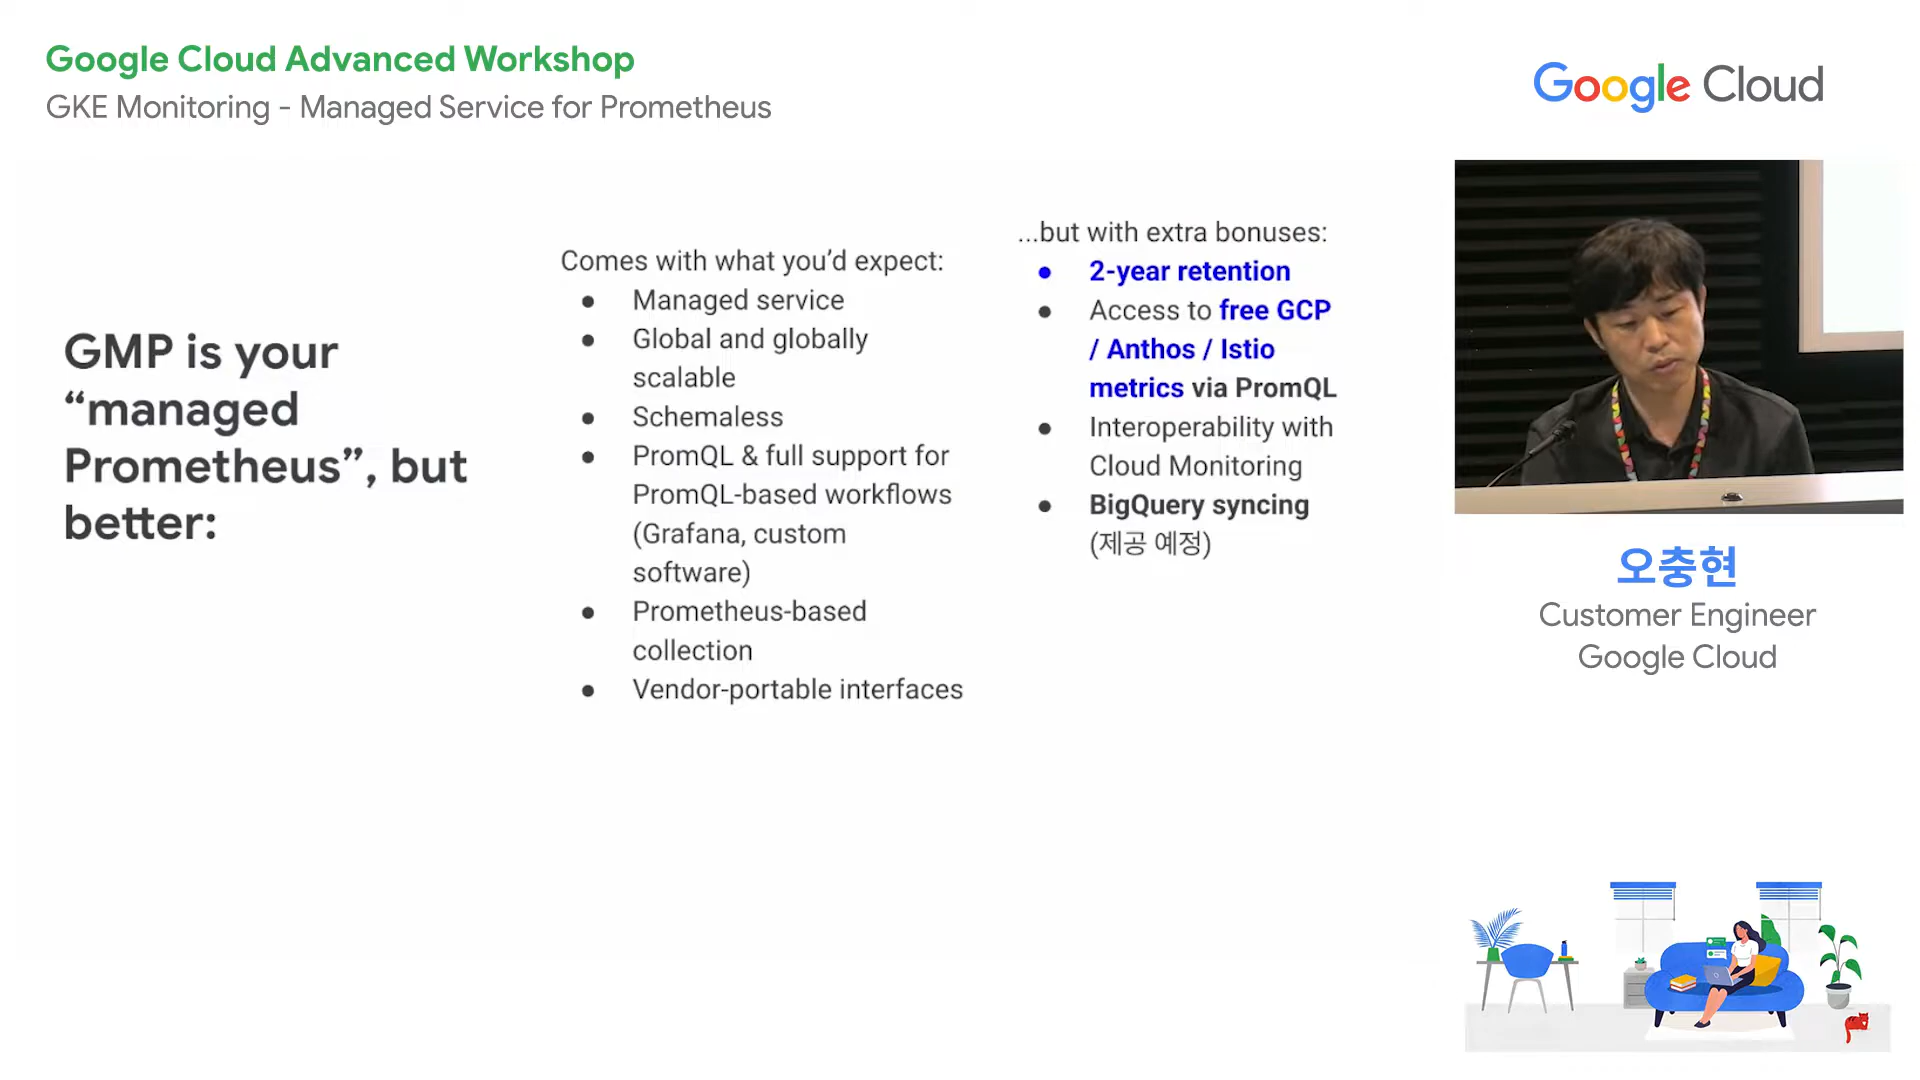 Google Cloud Advanced Workshop
GKE Monitoring - Managed Service for Prometheus
Google Cloud
GMP is your
“managed
Prometheus”, but
better:
Comes with what you’d expect:
● Managed service
● Global and globally
scalable
● Schemaless
● PromQL & full support for
PromQL-based workflows
(Grafana, custom
software)
● Prometheus-based
collection
● Vendor-portable interfaces
...but with extra bonuses:
● 2-year retention
● Access to free GCP
/ Anthos / Istio
metrics via PromQL
● Interoperability with
Cloud Monitoring
● BigQuery syncing
(제공 예정)
오충현
Customer Engineer
Google Cloud